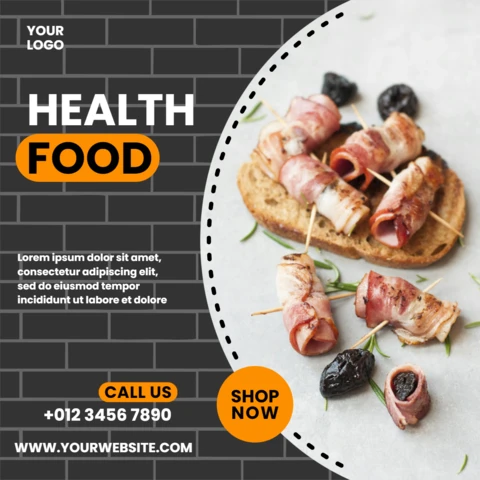 YOUR
LOGO
HEALTH
FOOD
Lorem ipsum dolor sit amet,
consectetur adipiscing elit,
sed do eiusmod tempor
incididunt ut labore et dolore
CALL US
+012 3456 7890
SHOP
NOW
WWW.YOURWEBSITE.COM